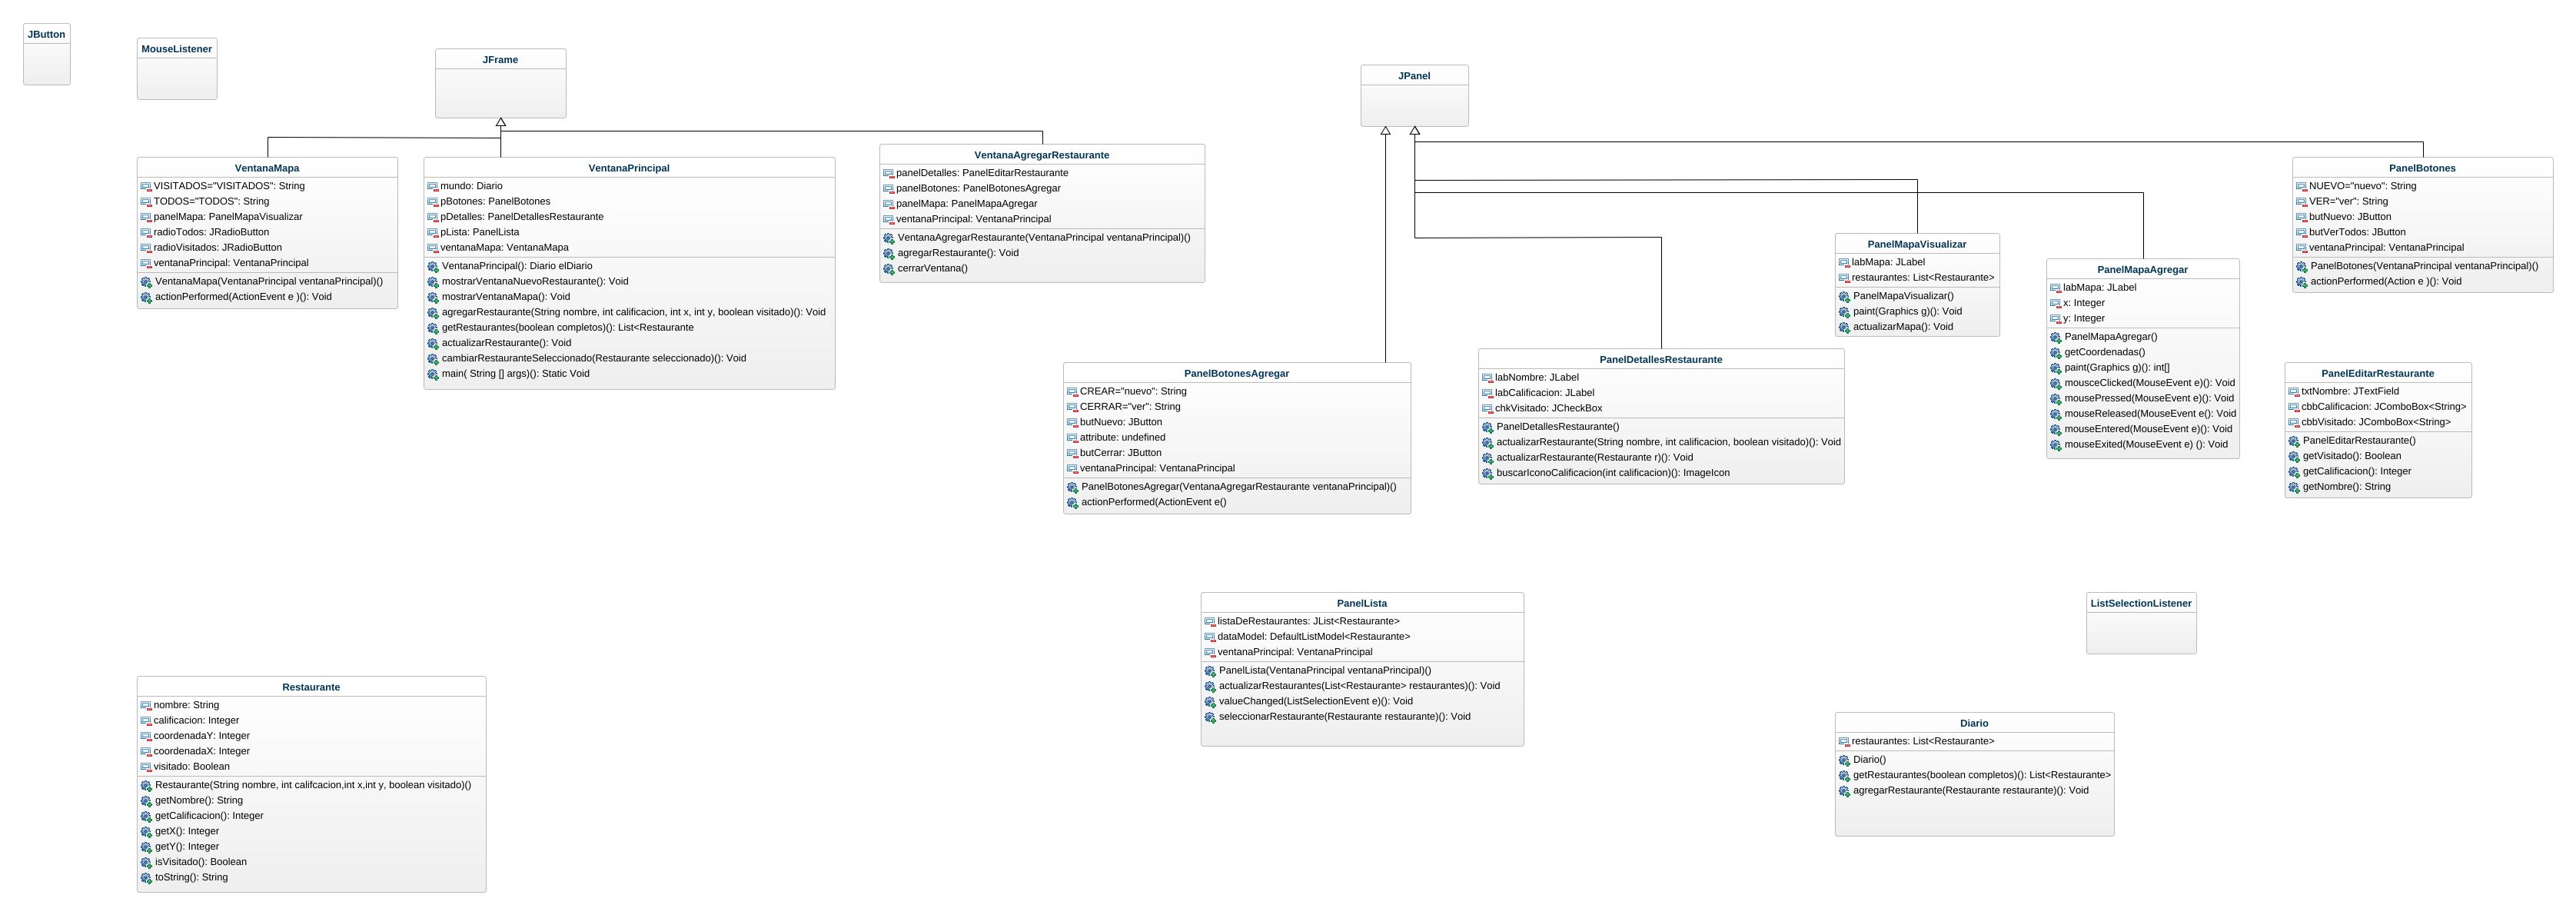 JButton
MouseListener
JFrame
JPanel
VentanaMapa
VISITADOS="VISITADOS": String
TODOS="TODOS": String
panelMapa: PanelMapaVisualizar
radioTodos: JRadioButton
radioVisitados: JRadioButton
ventanaPrincipal: VentanaPrincipal
VentanaMapa(VentanaPrincipal ventanaPrincipal)()
actionPerformed(ActionEvent e )(): Void
VentanaPrincipal
mundo: Diario
pBotones: PanelBotones
pDetalles: PanelDetallesRestaurante
pLista: PanelLista
ventanaMapa: VentanaMapa
VentanaPrincipal(): Diario elDiario
mostrarVentanaNuevoRestaurante(): Void
mostrarVentanaMapa(): Void
agregarRestaurante(String nombre, int calificacion, int x, int y, boolean visitado)(): Void
getRestaurantes(boolean completos)(): List<Restaurante
actualizarRestaurante(): Void
cambiarRestauranteSeleccionado(Restaurante seleccionado)(): Void
main( String [] args)(): Static Void
VentanaAgregarRestaurante
panelDetalles: PanelEditarRestaurante
panelBotones: PanelBotonesAgregar
panelMapa: PanelMapaAgregar
ventanaPrincipal: VentanaPrincipal
VentanaAgregarRestaurante(VentanaPrincipal ventanaPrincipal)()
agregarRestaurante(): Void
cerrarVentana()
PanelBotones
NUEVO="nuevo": String
VER="ver": String
butNuevo: JButton
butVerTodos: JButton
ventanaPrincipal: VentanaPrincipal
PanelBotones(VentanaPrincipal ventanaPrincipal)()
actionPerformed(Action e )(): Void
PanelMapaVisualizar
labMapa: JLabel
restaurantes: List<Restaurante>
PanelMapaVisualizar()
paint(Graphics g)(): Void
actualizarMapa(): Void
PanelMapaAgregar
labMapa: JLabel
x: Integer
y: Integer
PanelMapaAgregar()
getCoordenadas()
paint(Graphics g)(): int[]
mousceClicked(MouseEvent e)(): Void
mousePressed(MouseEvent e)(): Void
mouseReleased(MouseEvent e(): Void
mouseEntered(MouseEvent e)(): Void
mouseExited(MouseEvent e) (): Void
PanelBotonesAgregar
CREAR="nuevo": String
CERRAR="ver": String
butNuevo: JButton
attribute: undefined
butCerrar: JButton
ventanaPrincipal: VentanaPrincipal
PanelBotonesAgregar(VentanaAgregarRestaurante ventanaPrincipal)()
actionPerformed(ActionEvent e()
PanelDetallesRestaurante
labNombre: JLabel
labCalificacion: JLabel
chkVisitado: JCheckBox
PanelDetallesRestaurante()
actualizarRestaurante(String nombre, int calificacion, boolean visitado)(): Void
actualizarRestaurante(Restaurante r)(): Void
buscarIconoCalificacion(int calificacion)(): ImageIcon
PanelEditarRestaurante
txtNombre: JTextField
cbbCalificacion: JComboBox<String>
cbbVisitado: JComboBox<String>
PanelEditarRestaurante()
getVisitado(): Boolean
getCalificacion(): Integer
getNombre(): String
PanelLista
listaDeRestaurantes: JList<Restaurante>
dataModel: DefaultListModel<Restaurante>
ventanaPrincipal: VentanaPrincipal
PanelLista(VentanaPrincipal ventanaPrincipal)()
actualizarRestaurantes(List<Restaurante> restaurantes)(): Void
valueChanged(ListSelectionEvent e)(): Void
seleccionarRestaurante(Restaurante restaurante)(): Void
ListSelectionListener
Restaurante
nombre: String
calificacion: Integer
coordenadaY: Integer
coordenadaX: Integer
visitado: Boolean
Restaurante(String nombre, int califcacion,int x,int y, boolean visitado)()
getNombre(): String
getCalificacion(): Integer
getX(): Integer
getY(): Integer
isVisitado(): Boolean
toString(): String
Diario
restaurantes: List<Restaurante>
Diario()
getRestaurantes(boolean completos)(): List<Restaurante>
agregarRestaurante(Restaurante restaurante)(): Void